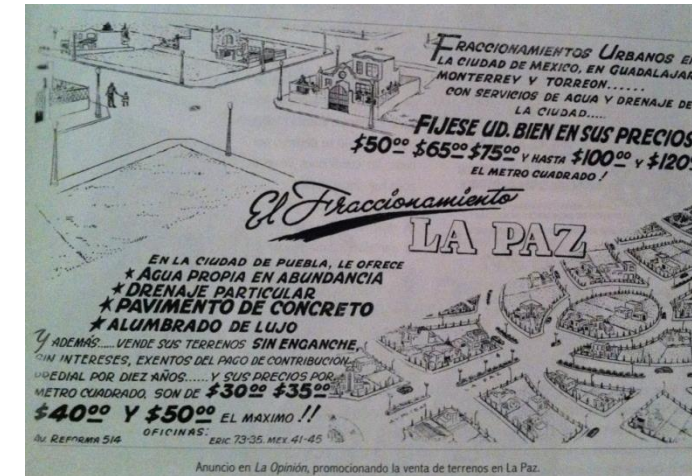 FRACCIONAMIENTOS URBANOS EN
LA CIUDAD DE MEXICO, EN GUADALAJAR
MONTERREY Y TORREON......
CON SERVICIOS DE AGUA Y DRENAJE DE
LA CIUDAD.....
FIJESE UD. BIEN EN SUS PRECIOS
$50.00 $65.00 $75.00 Y HASTA $100.00 Y $120
EL METRO CUADRADO!
El Fraccionamiento
LA PAZ
EN LA CIUDAD DE PUEBLA, LE OFRECE
★ AGUA PROPIA EN ABUNDANCIA
★ DRENAJE PARTICULAR
★ PAVIMENTO DE CONCRETO
★ ALUMBRADO DE LUJO
Y ADEMÁS..... VENDE SUS TERRENOS SIN ENGANCHE,
SIN INTERESES, EXENTOS DEL PAGO DE CONTRIBUCION
PREDIAL POR DIEZ AÑOS...... Y SUS PRECIOS POR
METRO CUADRADO, SON DE $30.00 $35.00
$40.00 Y $50.00 EL MAXIMO!!
OFICINAS:
AV. REFORMA 514 ERIC 73-35. MEX. 41-45
Anuncio en La Opinión, promocionando la venta de terrenos en La Paz.